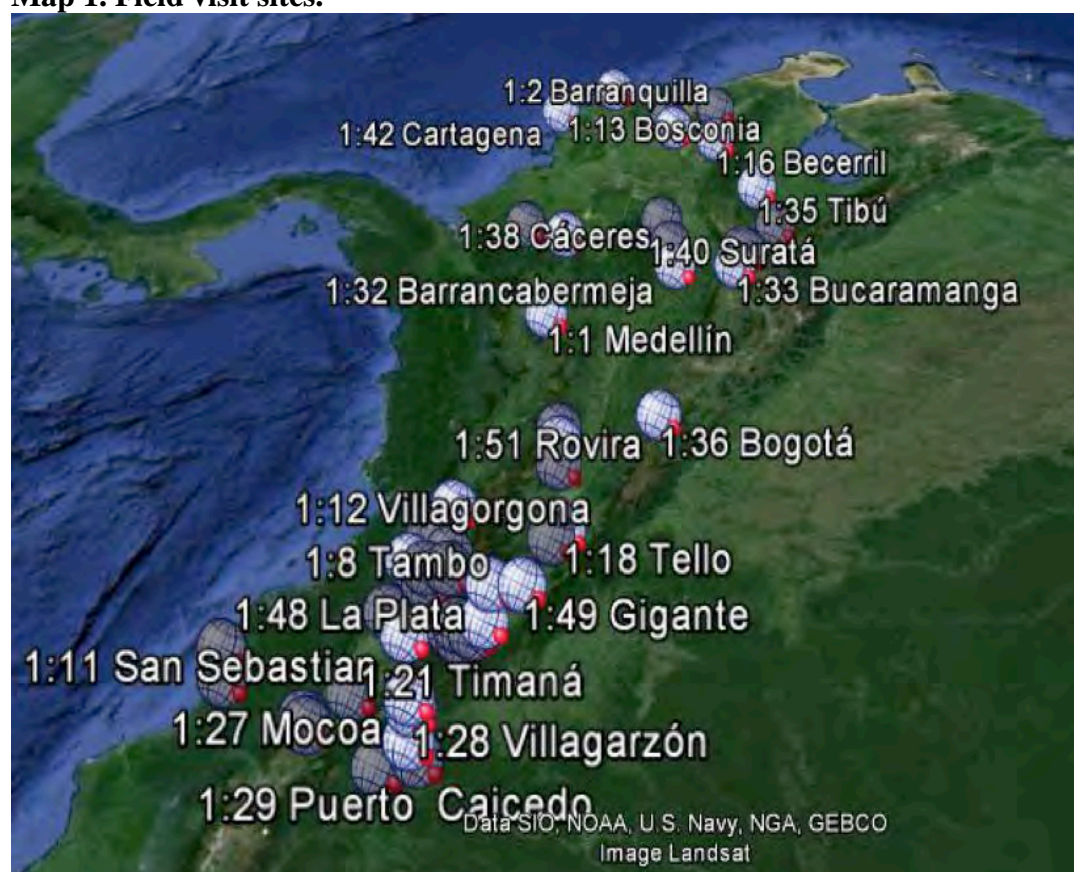 Map 1. Field visit sites.
1:2 Barranquilla
1:42 Cartagena
1:13 Bosconia
1:16 Becerril
1:35 Tibú
1:38 Cáceres
1:40 Suratá
1:32 Barrancabermeja
1:33 Bucaramanga
1:1 Medellín
1:51 Rovira
1:36 Bogotá
1:12 Villagorgona
1:8 Tambo
1:18 Tello
1:48 La Plata
1:49 Gigante
1:11 San Sebastian
1:21 Timaná
1:27 Mocoa
1:28 Villagarzón
1:29 Puerto Caicedo
Data SIO, NOAA, U.S. Navy, NGA, GEBCO
Image Landsat